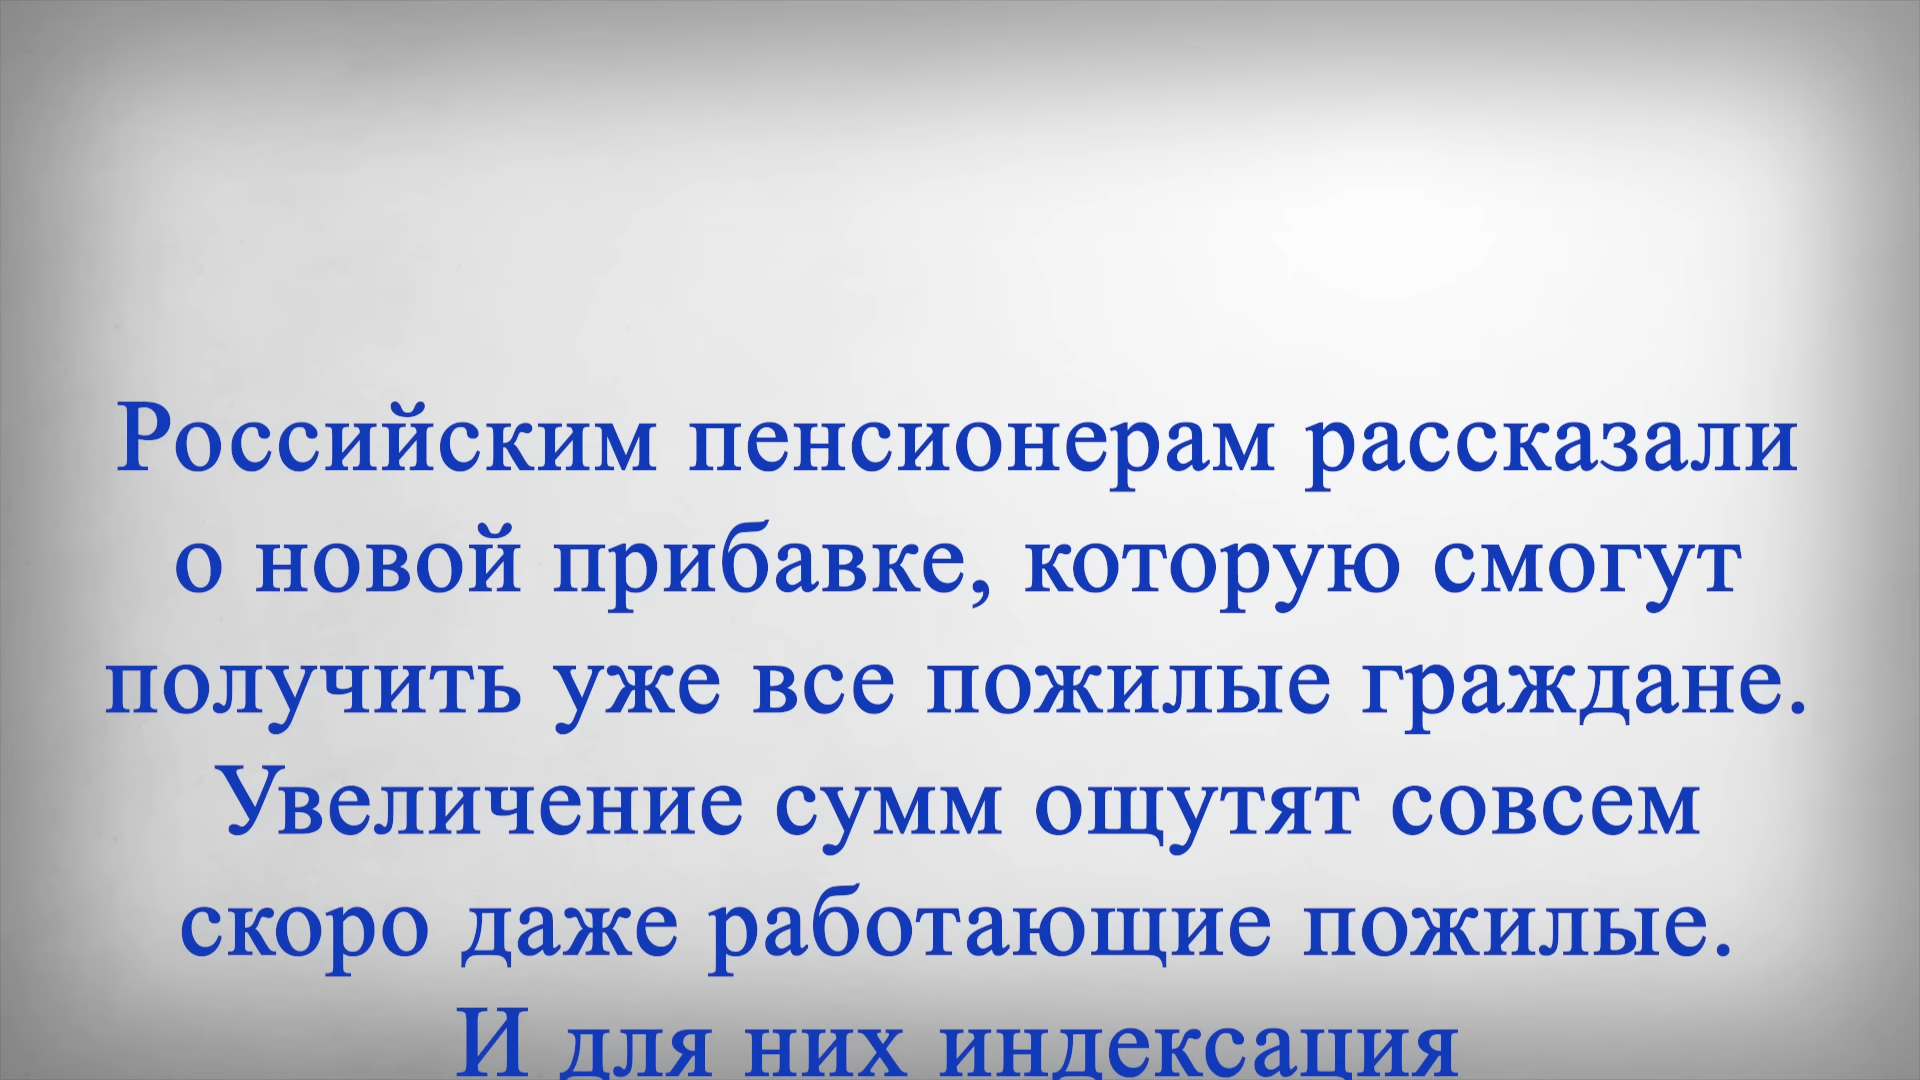 Российским пенсионерам рассказали
о новой прибавке, которую смогут
получить уже все пожилые граждане.
Увеличение сумм ощутят совсем
скоро даже работающие пожилые.
И для них индексация